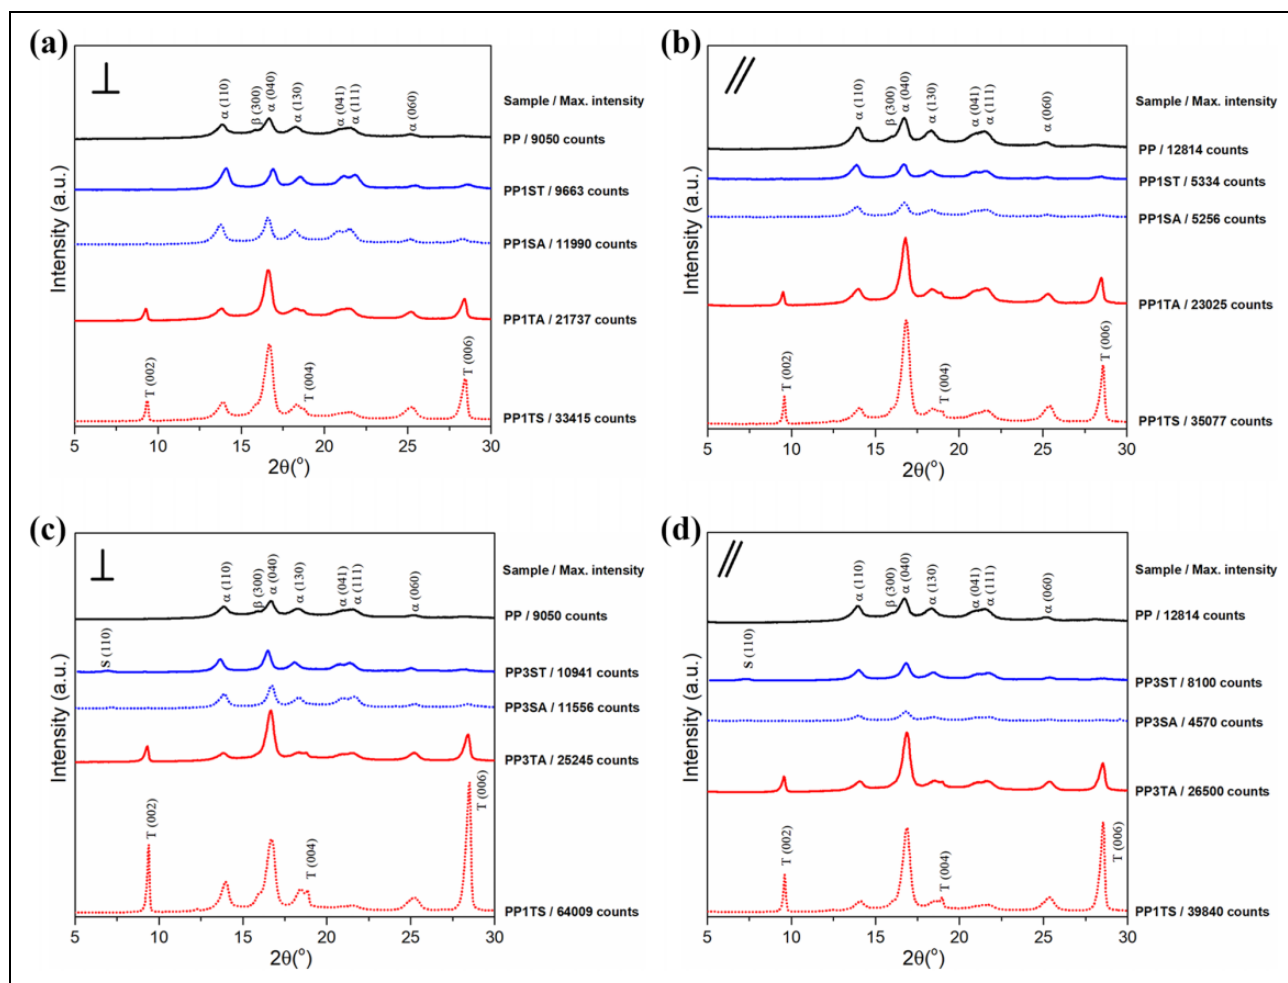 (a)
⊥
α (110)
β (300)
α (040)
α (130)
α (041)
α (111)
α (060)
Sample / Max. intensity
PP / 9050 counts
PP1ST / 9663 counts
PP1SA / 11990 counts
PP1TA / 21737 counts
PP1TS / 33415 counts
T (002)
T (004)
T (006)
Intensity (a.u.)
5 10 15 20 25 30
2θ(°)
(b)
//
α (110)
β (300)
α (040)
α (130)
α (041)
α (111)
α (060)
Sample / Max. intensity
PP / 12814 counts
PP1ST / 5334 counts
PP1SA / 5256 counts
PP1TA / 23025 counts
PP1TS / 35077 counts
T (002)
T (004)
T (006)
Intensity (a.u.)
5 10 15 20 25 30
2θ(°)
(c)
⊥
α (110)
β (300)
α (040)
α (130)
α (041)
α (111)
α (060)
Sample / Max. intensity
PP / 9050 counts
S (110)
PP3ST / 10941 counts
PP3SA / 11556 counts
PP3TA / 25245 counts
PP1TS / 64009 counts
T (002)
T (004)
T (006)
Intensity (a.u.)
5 10 15 20 25 30
2θ(°)
(d)
//
α (110)
β (300)
α (040)
α (130)
α (041)
α (111)
α (060)
Sample / Max. intensity
PP / 12814 counts
S (110)
PP3ST / 8100 counts
PP3SA / 4570 counts
PP3TA / 26500 counts
PP1TS / 39840 counts
T (002)
T (004)
T (006)
Intensity (a.u.)
5 10 15 20 25 30
2θ(°)